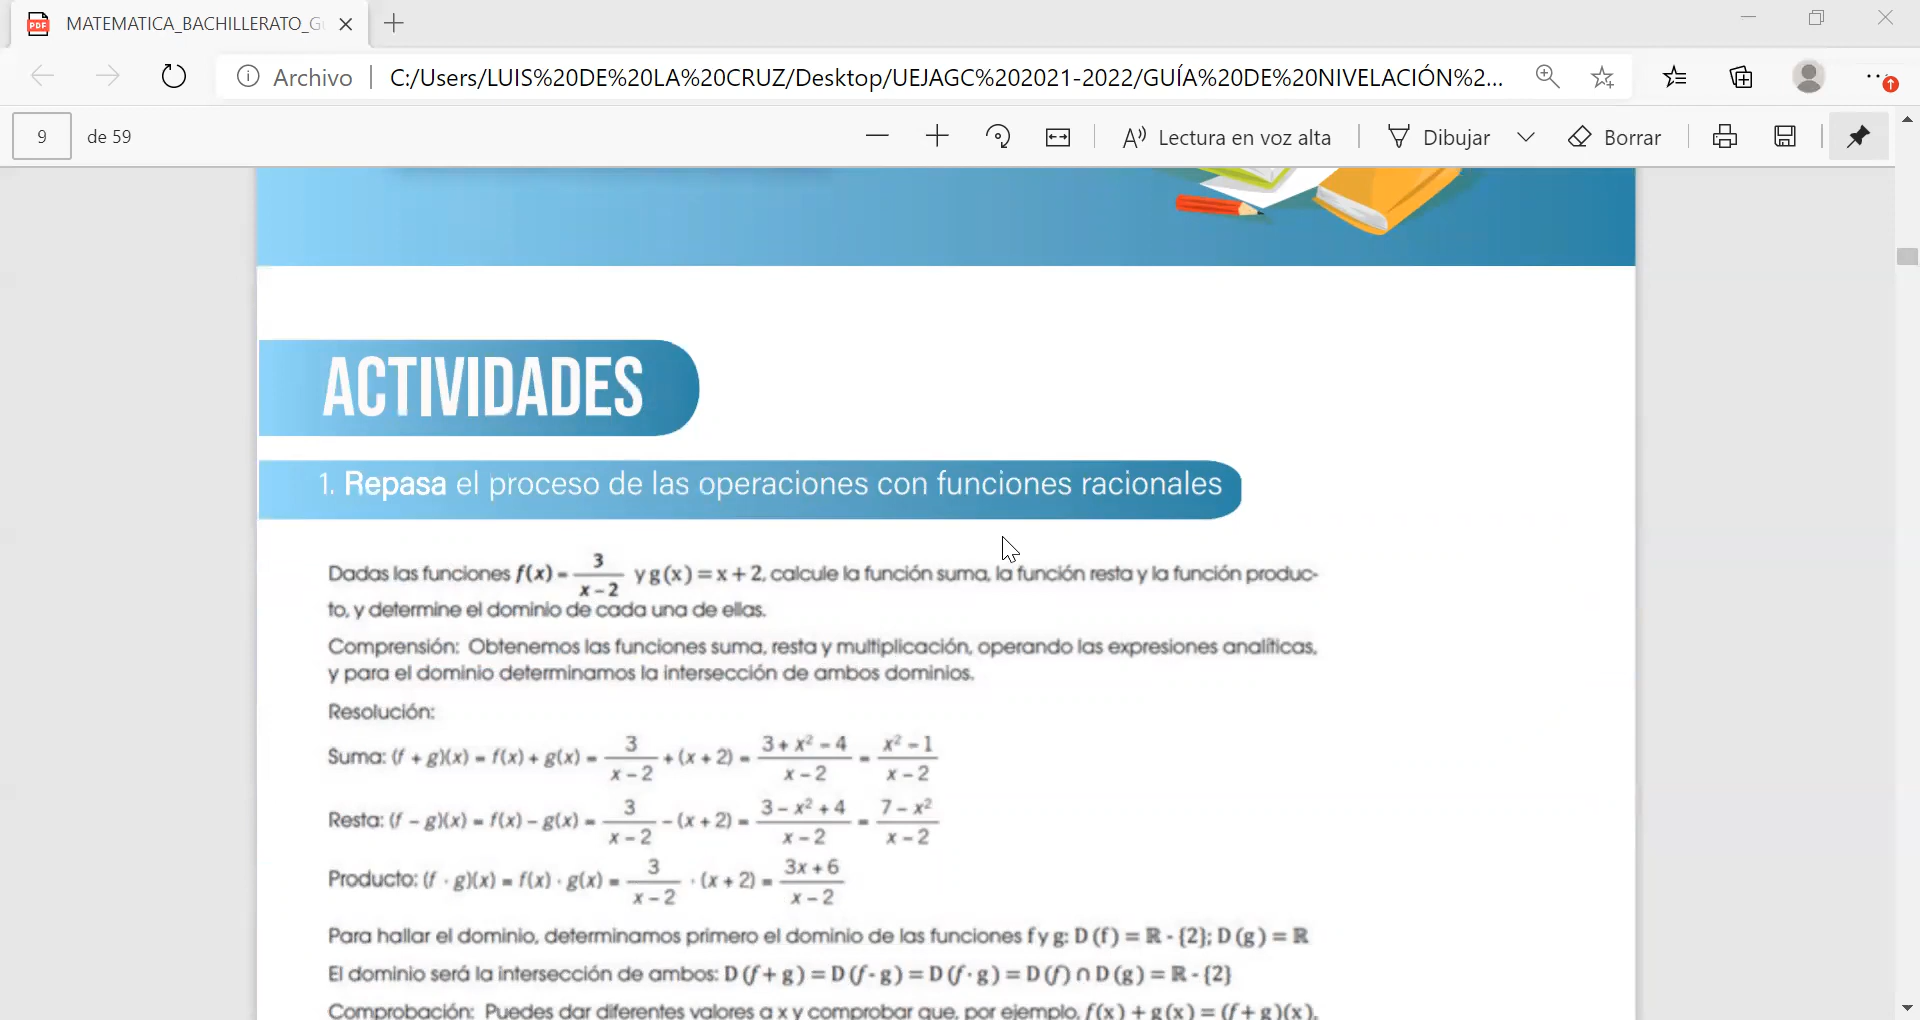 MATEMATICA_BACHILLERATO_G
Archivo | C:/Users/LUIS%20DE%20LA%20CRUZ/Desktop/UEJAGC%202021-2022/GUÍA%20DE%20NIVELACIÓN%2...
9 de 59 Lectura en voz alta Dibujar Borrar
ACTIVIDADES
1. Repasa el proceso de las operaciones con funciones racionales
Dadas las funciones f(x) = 3/(x − 2) y g(x) = x + 2, calcule la función suma, la función resta y la función produc-
to, y determine el dominio de cada una de ellas.
Comprensión: Obtenemos las funciones suma, resta y multiplicación, operando las expresiones analíticas,
y para el dominio determinamos la intersección de ambos dominios.
Resolución:
Suma: (f + g)(x) = f(x) + g(x) = 3/(x − 2) + (x + 2) = (3 + x² − 4)/(x − 2) = (x² − 1)/(x − 2)
Resta: (f − g)(x) = f(x) − g(x) = 3/(x − 2) − (x + 2) = (3 − x² + 4)/(x − 2) = (7 − x²)/(x − 2)
Producto: (f · g)(x) = f(x) · g(x) = 3/(x − 2) · (x + 2) = (3x + 6)/(x − 2)
Para hallar el dominio, determinamos primero el dominio de las funciones f y g: D (f) = ℝ - {2}; D (g) = ℝ
El dominio será la intersección de ambos: D (f + g) = D (f - g) = D (f · g) = D (f) ∩ D (g) = ℝ - {2}
Comprobación: Puedes dar diferentes valores a x y comprobar que, por ejemplo, f(x) + g(x) = (f + g)(x).